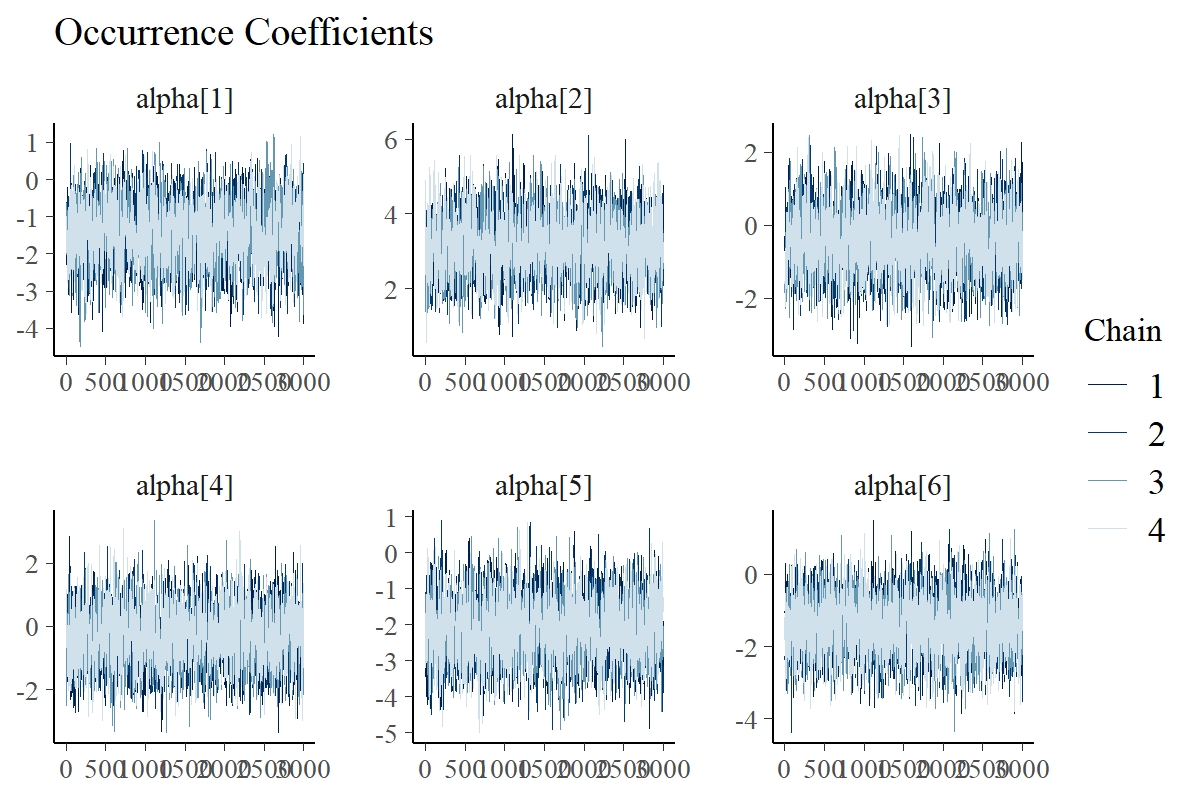 Occurrence Coefficients
alpha[1] alpha[2] alpha[3]
1 0 -1 -2 -3 -4
6 4 2
2 0 -2
0 500 1000 1500 2000 2500 3000
0 500 1000 1500 2000 2500 3000
0 500 1000 1500 2000 2500 3000
alpha[4] alpha[5] alpha[6]
2 0 -2
1 0 -1 -2 -3 -4 -5
0 -2 -4
0 500 1000 1500 2000 2500 3000
0 500 1000 1500 2000 2500 3000
0 500 1000 1500 2000 2500 3000
Chain
1
2
3
4